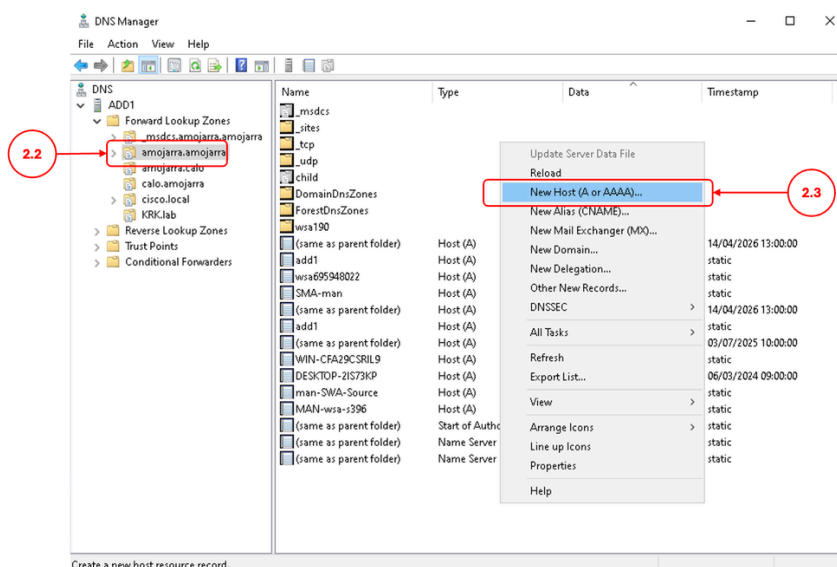 DNS Manager
File Action View Help
DNS
ADD1
Forward Lookup Zones
_msdcs.amojarra.amojarra
amojarra.amojarra
amojarra.calo
calo.amojarra
cisco.local
KRK.lab
Reverse Lookup Zones
Trust Points
Conditional Forwarders
2.2
Name Type Data Timestamp
_msdcs
_sites
_tcp
_udp
child
DomainDnsZones
ForestDnsZones
wsa190
(same as parent folder) Host (A) 14/04/2026 13:00:00
add1 Host (A) static
wsa695948022 Host (A) static
SMA-man Host (A) static
(same as parent folder) Host (A) 14/04/2026 13:00:00
add1 Host (A) static
(same as parent folder) Host (A) 03/07/2025 10:00:00
WIN-CFA29CSRIL9 Host (A) static
DESKTOP-2IS73KP Host (A) 06/03/2024 09:00:00
man-SWA-Source Host (A) static
MAN-wsa-s396 Host (A) static
(same as parent folder) Start of Autho static
(same as parent folder) Name Server static
(same as parent folder) Name Server static
Update Server Data File
Reload
New Host (A or AAAA)...
New Alias (CNAME)...
New Mail Exchanger (MX)...
New Domain...
New Delegation...
Other New Records...
DNSSEC
All Tasks
Refresh
Export List...
View
Arrange Icons
Line up Icons
Properties
Help
2.3
Create a new host resource record.